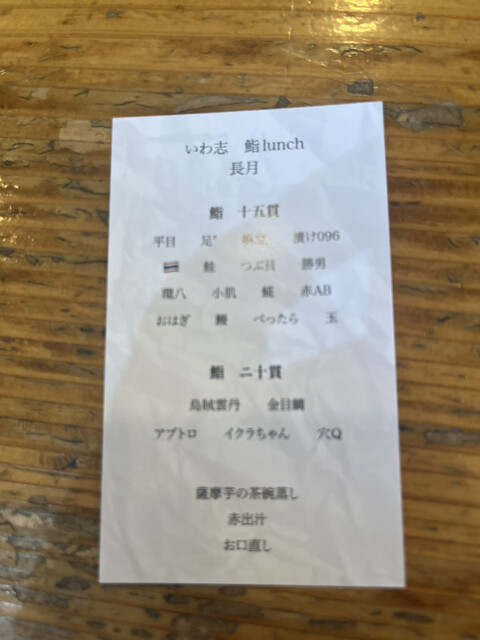 いわ志　鮨lunch
長月
鮨　十五貫
平目　足°　帆立　漬け096
鮭　つぶ貝　勝男
小肌　糀　赤AB
おはぎ　鰻　べったら　玉
鮨　二十貫
烏賊雲丹　金目鯛
アブトロ　イクラちゃん　穴Q
薩摩芋の茶碗蒸し
赤出汁
お口直し